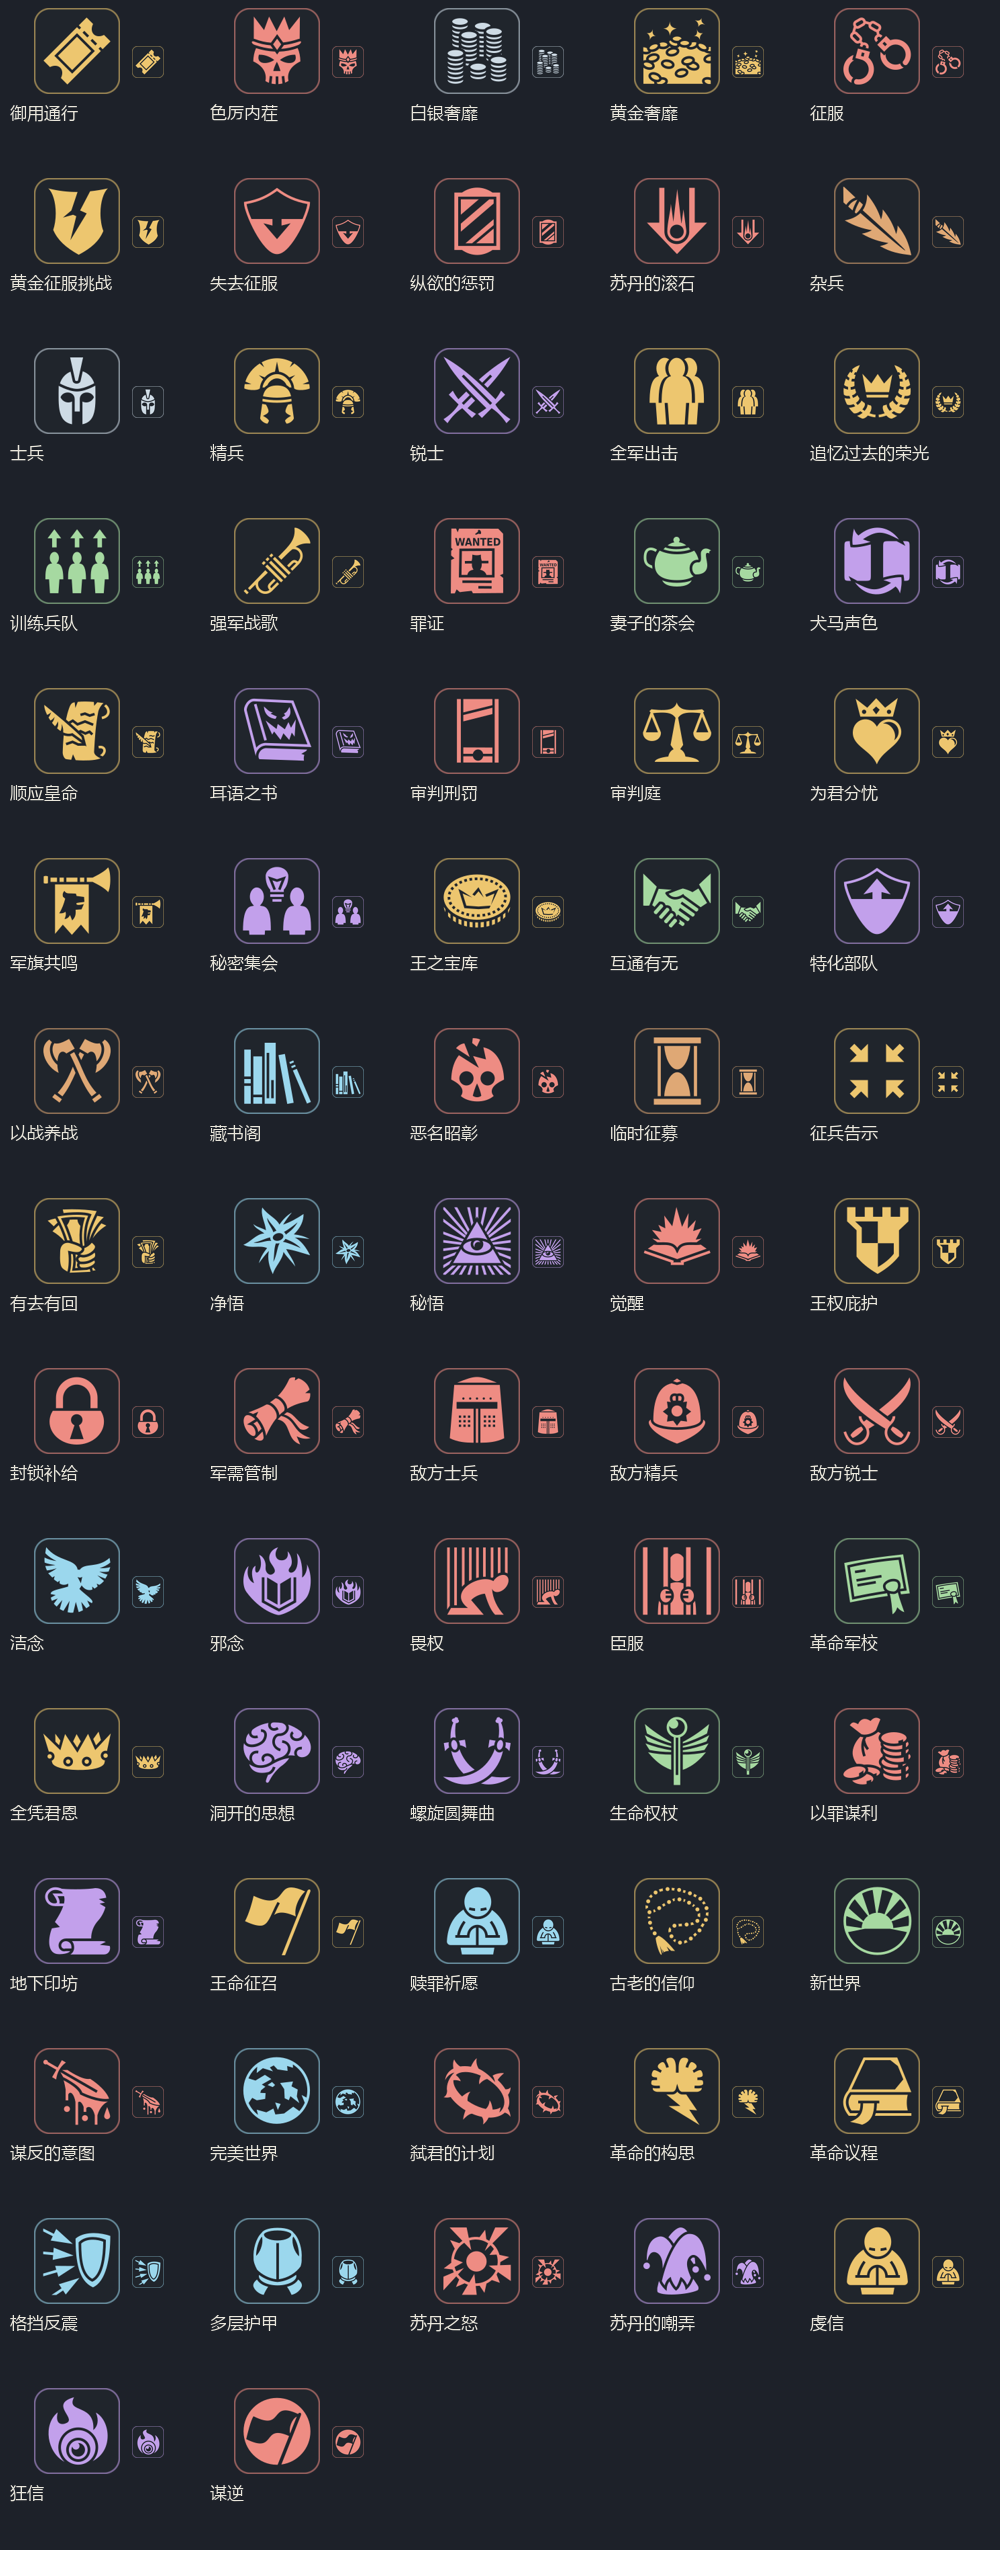 御用通行
色厉内荏
白银奢靡
黄金奢靡
征服
黄金征服挑战
失去征服
纵欲的惩罚
苏丹的滚石
杂兵
士兵
精兵
锐士
全军出击
追忆过去的荣光
WANTED
训练兵队
强军战歌
罪证
妻子的茶会
犬马声色
顺应皇命
耳语之书
审判刑罚
审判庭
为君分忧
军旗共鸣
秘密集会
王之宝库
互通有无
特化部队
以战养战
藏书阁
恶名昭彰
临时征募
征兵告示
有去有回
净悟
秘悟
觉醒
王权庇护
封锁补给
军需管制
敌方士兵
敌方精兵
敌方锐士
洁念
邪念
畏权
臣服
革命军校
全凭君恩
洞开的思想
螺旋圆舞曲
生命权杖
以罪谋利
地下印坊
王命征召
赎罪祈愿
古老的信仰
新世界
谋反的意图
完美世界
弑君的计划
革命的构思
革命议程
格挡反震
多层护甲
苏丹之怒
苏丹的嘲弄
虔信
狂信
谋逆